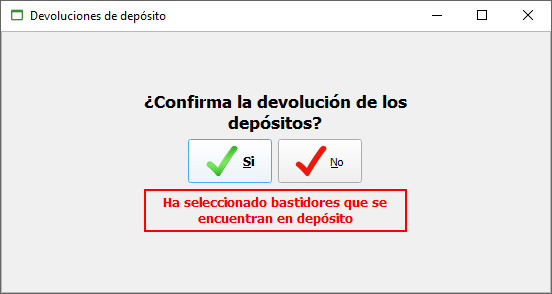 Devoluciones de depósito
¿Confirma la devolución de los
depósitos?
Si
No
Ha seleccionado bastidores que se
encuentran en depósito